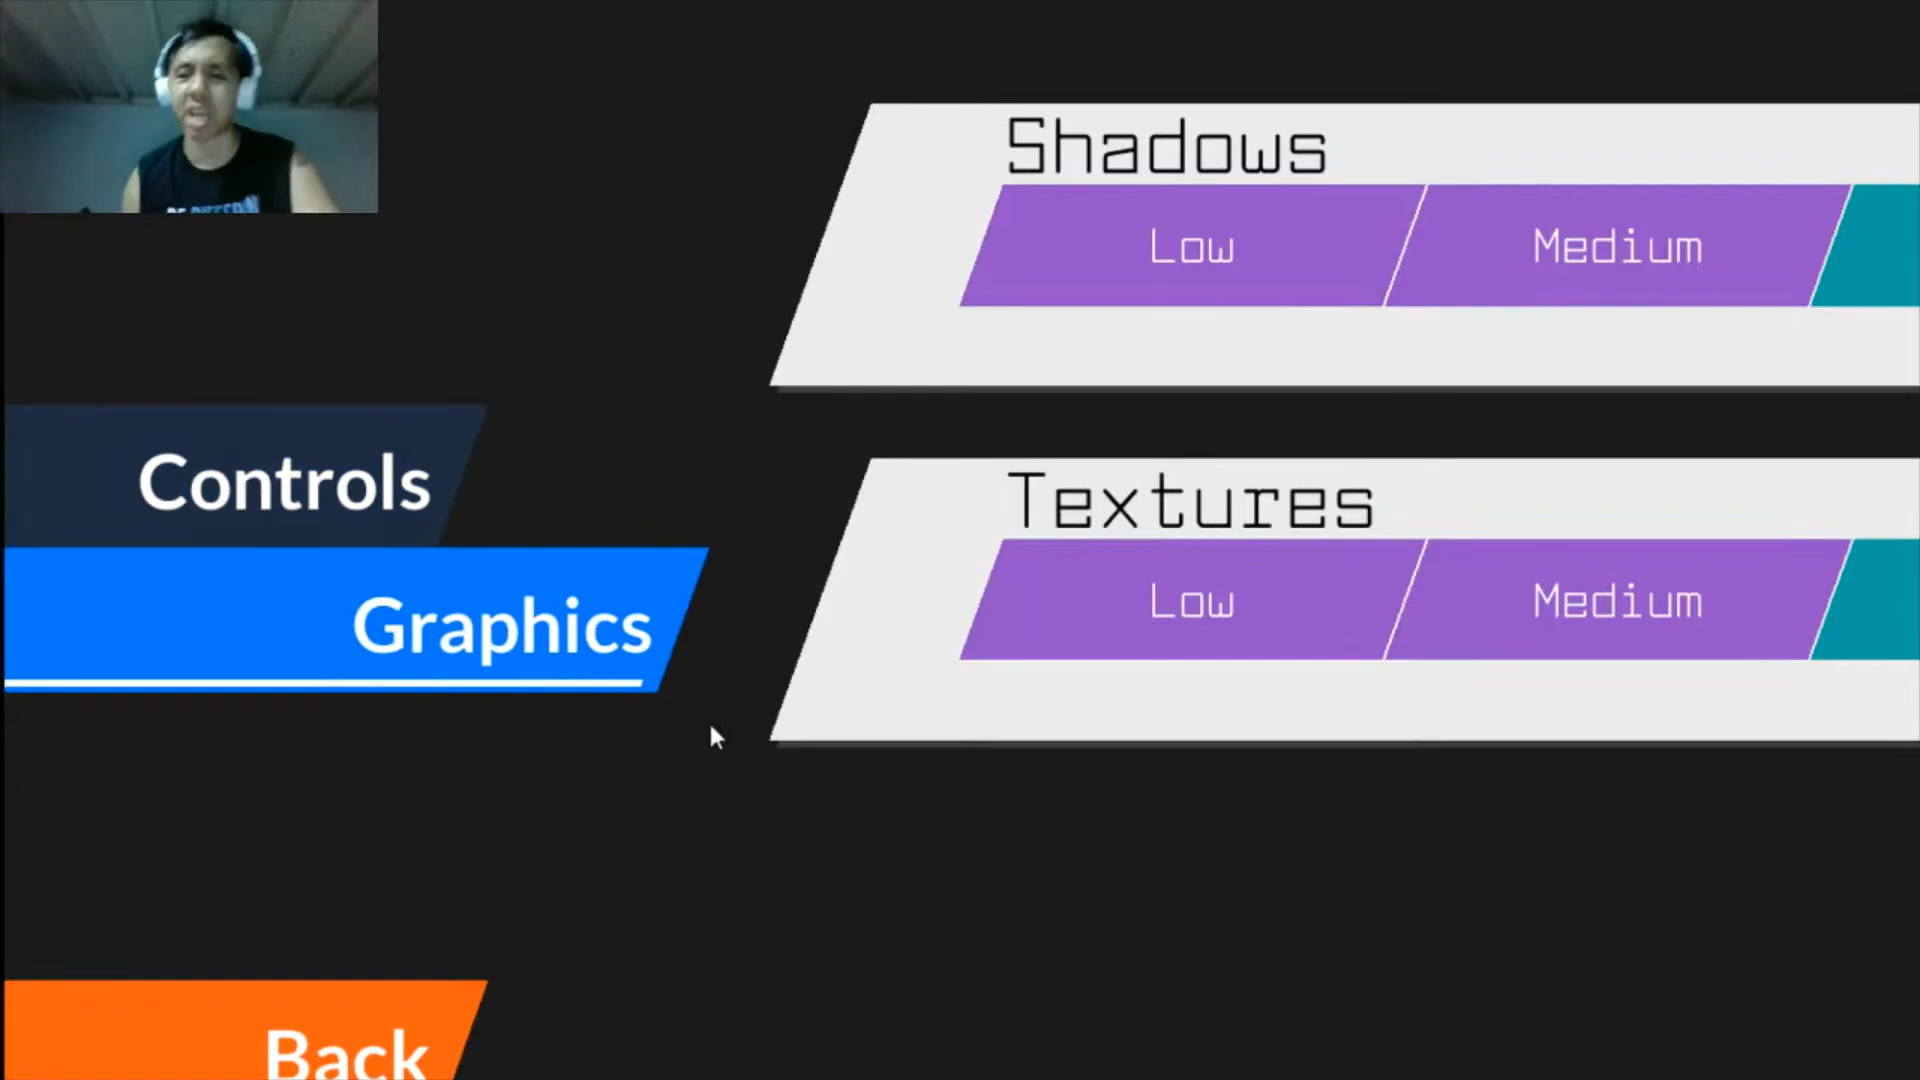 Shadows
Low Medium
Controls
Textures
Graphics
Low Medium
Back